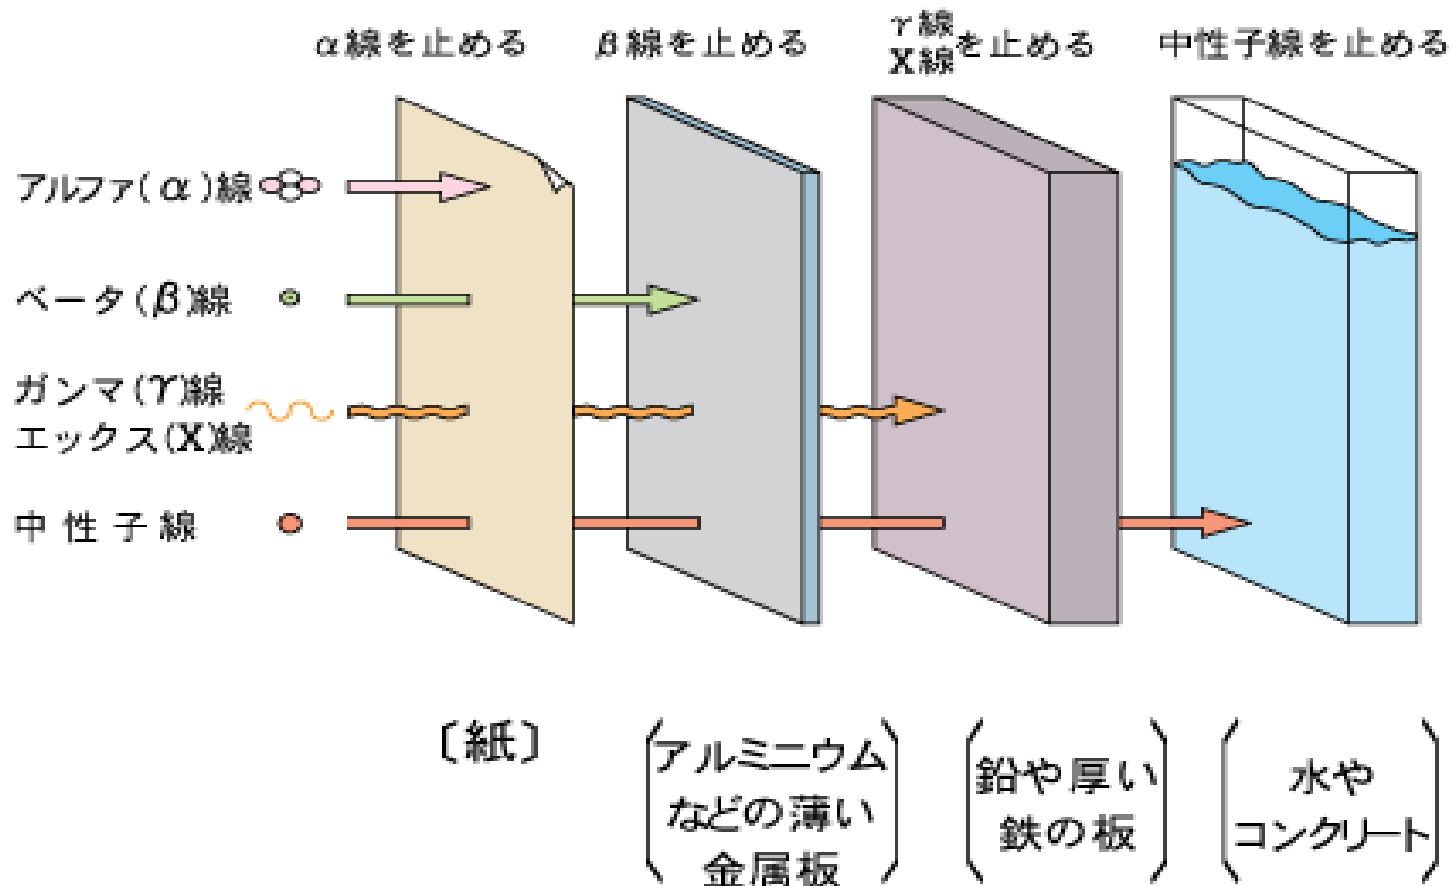 α線を止める
β線を止める
γ線
X線を止める
中性子線を止める
アルファ(α)線
ベータ(β)線
ガンマ(γ)線
エックス(X)線
中性子線
〔紙〕
アルミニウム
などの薄い
金属板
鉛や厚い
鉄の板
水や
コンクリート